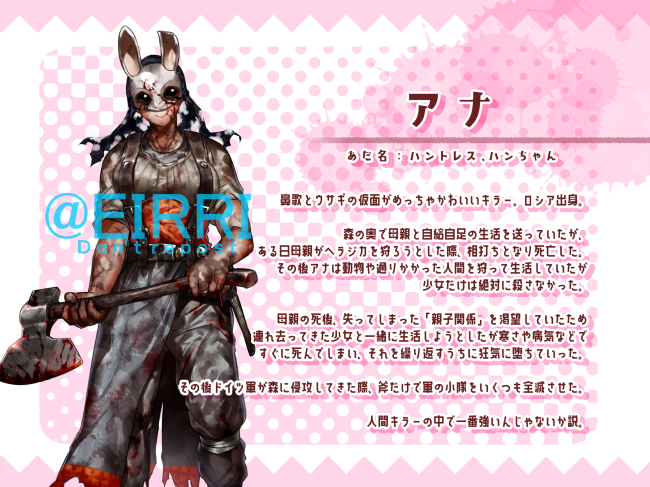 アナ
あだ名：ハントレス、ハンちゃん
鼻歌とウサギの仮面がめっちゃかわいいキラー。ロシア出身。
森の奥で母親と自給自足の生活を送っていたが、
ある日母親がヘラジカを狩ろうとした際、相打ちとなり死亡した。
その後アナは動物や通りかかった人間を狩って生活していたが
少女だけは絶対に殺さなかった。
母親の死後、失ってしまった「親子関係」を渇望していたため
連れ去ってきた少女と一緒に生活しようとしたが寒さや病気などで
すぐに死んでしまい、それを繰り返すうちに狂気に堕ちていった。
その後ドイツ軍が森に侵攻してきた際、斧だけで軍の小隊をいくつも全滅させた。
人間キラーの中で一番強いんじゃないか説。
@EIRRI
Don't repost